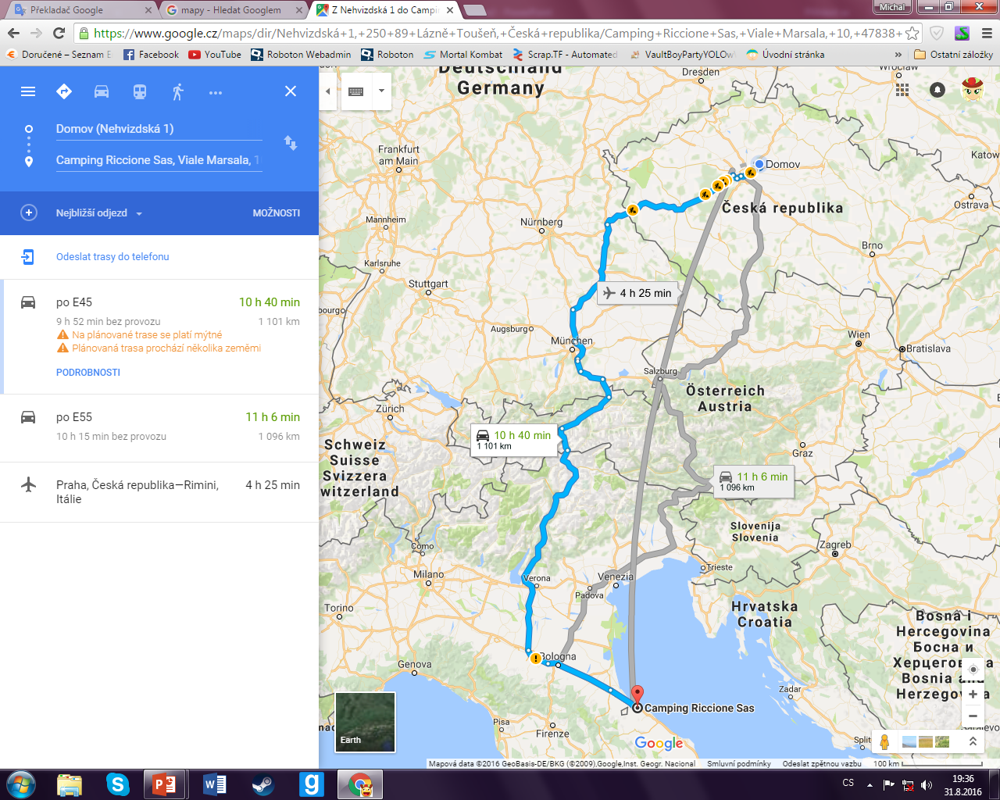 Překladač Google
mapy - Hledat Googlem
Z Nehvizdská 1 do Campin
Michal
https://www.google.cz/maps/dir/Nehvizdská+1,+250+89+Lázně+Toušeň,+Česká+republika/Camping+Riccione+Sas,+Viale+Marsala,+10,+47838+
Doručené – Seznam E
Facebook
YouTube
Roboton Webadmin
Roboton
Mortal Kombat
Scrap.TF - Automated
VaultBoyPartyYOLOw
Úvodní stránka
»
Ostatní záložky
Domov (Nehvizdská 1)
Camping Riccione Sas, Viale Marsala, 1
Nejbližší odjezd
MOŽNOSTI
Odeslat trasy do telefonu
po E45
10 h 40 min
9 h 52 min bez provozu
1 101 km
Na plánované trase se platí mýtné
Plánovaná trasa prochází několika zeměmi
PODROBNOSTI
po E55
11 h 6 min
10 h 15 min bez provozu
1 096 km
Praha, Česká republika—Rimini,
Itálie
4 h 25 min
Deutschland
Germany
Dresden
Wrocław
Frankfurt
am Main
Domov
Katow
Česká republika
Ostrava
Mannheim
Nürnberg
Brno
Karlsruhe
Stuttgart
4 h 25 min
bourg
Augsburg
München
Wien
Bratislava
Salzburg
Österreich
Austria
Zürich
10 h 40 min
1 101 km
Schweiz
Suisse
Svizzera
witzerland
Graz
11 h 6 min
1 096 km
Slovenija
Slovenia
Zagreb
Como
Milano
Verona
Venezia
Trieste
Padova
Torino
Hrvatska
Croatia
Bosna i
Hercegovina
Босна и
Херцеговина
Bosnia and
Herzegovina
Bologna
Genova
Zadar
Camping Riccione Sas
Pisa
Firenze
Split
Sarajevo
nac
Earth
Google
Mapová data ©2016 GeoBasis-DE/BKG (©2009),Google,Inst. Geogr. Nacional
Smluvní podmínky
Odeslat zpětnou vazbu
100 km
CS
19:36
31.8.2016